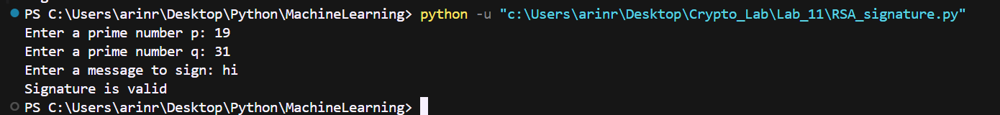 PS C:\Users\arinr\Desktop\Python\MachineLearning> python -u "c:\Users\arinr\Desktop\Crypto_Lab\Lab_11\RSA_signature.py"
Enter a prime number p: 19
Enter a prime number q: 31
Enter a message to sign: hi
Signature is valid
PS C:\Users\arinr\Desktop\Python\MachineLearning>